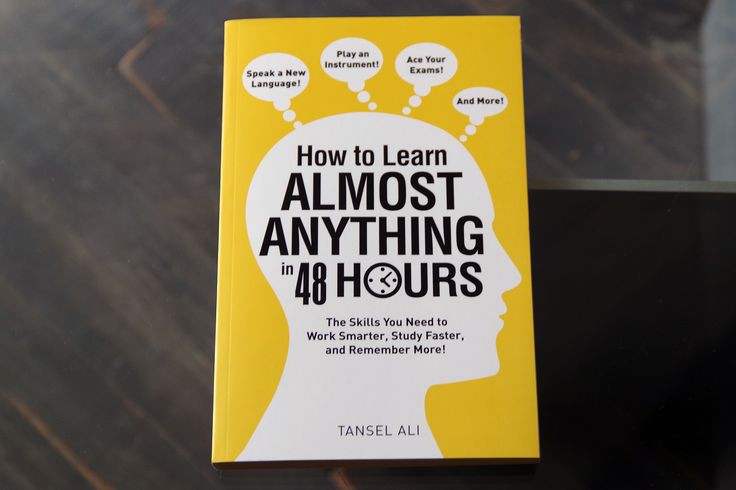 Speak a New
Language!
Play an
Instrument!
Ace Your
Exams!
And More!
How to Learn
ALMOST
ANYTHING
in 48 HOURS
The Skills You Need to
Work Smarter, Study Faster,
and Remember More!
TANSEL ALI